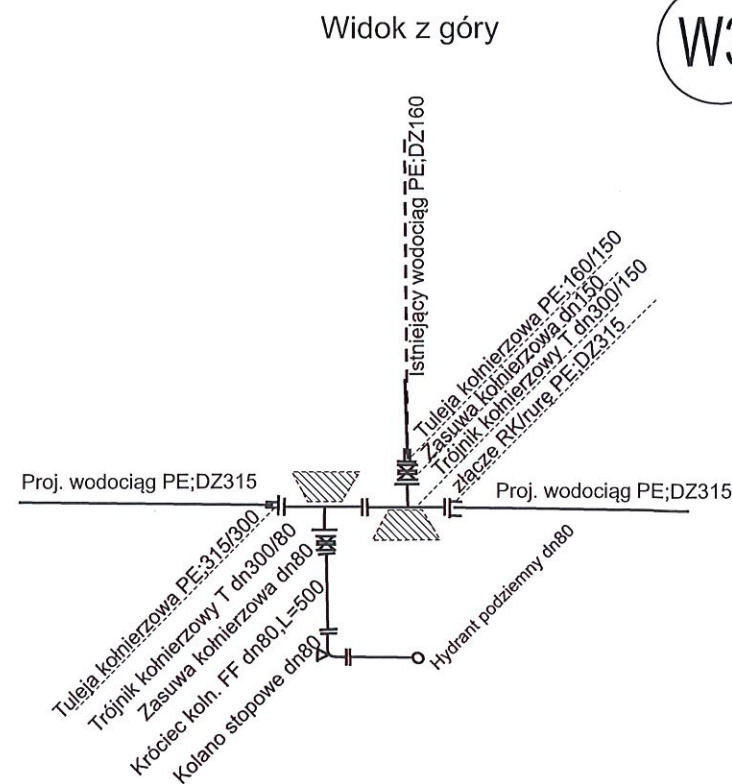 Widok z góry
W3
Istniejący wodociąg PE;DZ160
Tuleja kołnierzowa PE;160/150
Zasuwa kołnierzowa dn150
Trójnik kołnierzowy T dn300/150
złącze RK/rurę PE;DZ315
Proj. wodociąg PE;DZ315
Proj. wodociąg PE;DZ315
Tuleja kołnierzowa PE;315/300
Trójnik kołnierzowy T dn300/80
Zasuwa kołnierzowa dn80
Króciec kołn. FF dn80,L=500
Kolano stopowe dn80
Hydrant podziemny dn80